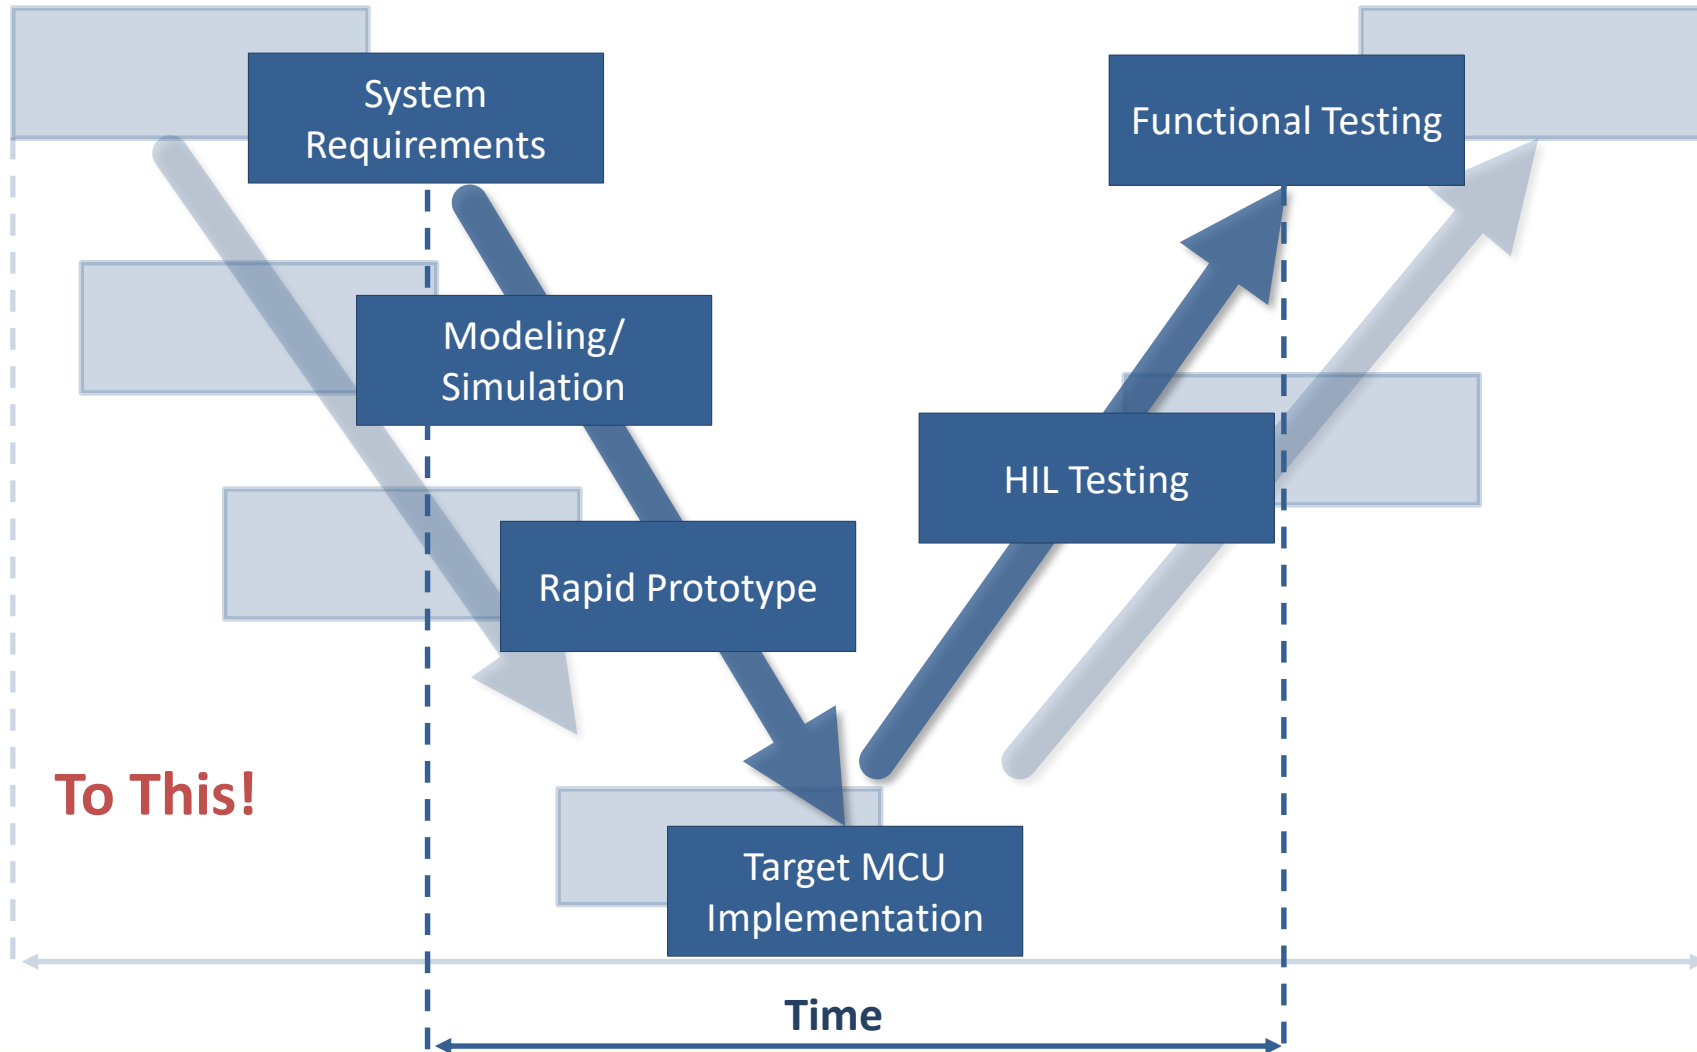 System
Requirements
Functional Testing
Modeling/
Simulation
HIL Testing
Rapid Prototype
To This!
Target MCU
Implementation
Time